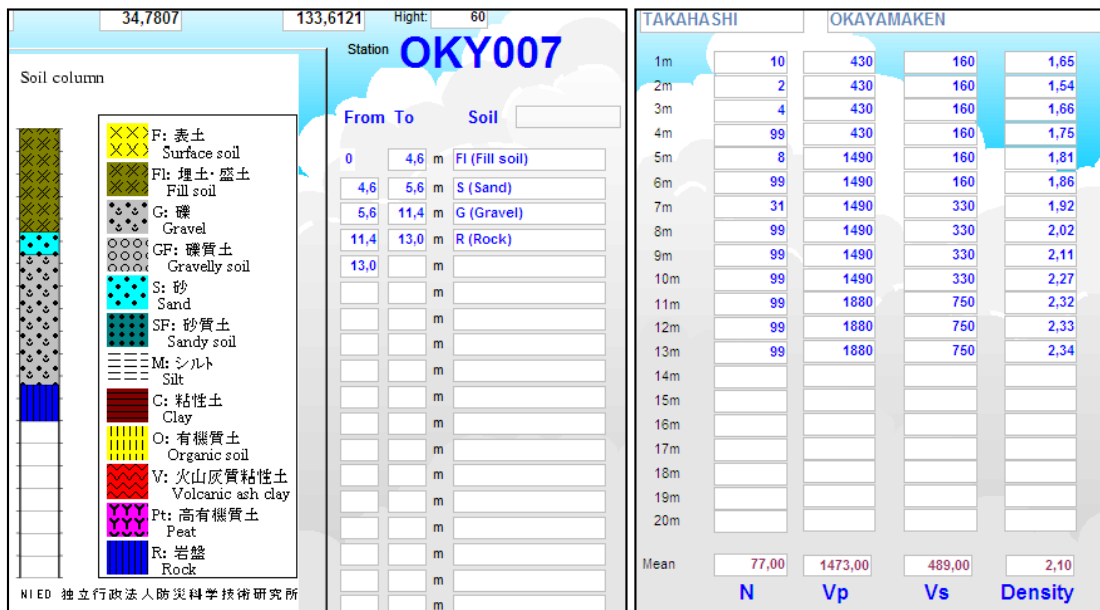 34,7807 133,6121 Hight: 60
Station OKY007
Soil column
F: 表土
Surface soil
Fl: 埋土・盛土
Fill soil
G: 礫
Gravel
GF: 礫質土
Gravelly soil
S: 砂
Sand
SF: 砂質土
Sandy soil
M: シルト
Silt
C: 粘性土
Clay
O: 有機質土
Organic soil
V: 火山灰質粘性土
Volcanic ash clay
Pt: 高有機質土
Peat
R: 岩盤
Rock
NIED 独立行政法人防災科学技術研究所
From To Soil
0 4,6 m Fl (Fill soil)
4,6 5,6 m S (Sand)
5,6 11,4 m G (Gravel)
11,4 13,0 m R (Rock)
13,0 m
m
m
m
m
m
m
m
m
m
m
m
m
m
TAKAHASHI OKAYAMAKEN
1m 10 430 160 1,65
2m 2 430 160 1,54
3m 4 430 160 1,66
4m 99 430 160 1,75
5m 8 1490 160 1,81
6m 99 1490 160 1,86
7m 31 1490 330 1,92
8m 99 1490 330 2,02
9m 99 1490 330 2,11
10m 99 1490 330 2,27
11m 99 1880 750 2,32
12m 99 1880 750 2,33
13m 99 1880 750 2,34
14m
15m
16m
17m
18m
19m
20m
Mean 77,00 1473,00 489,00 2,10
N Vp Vs Density